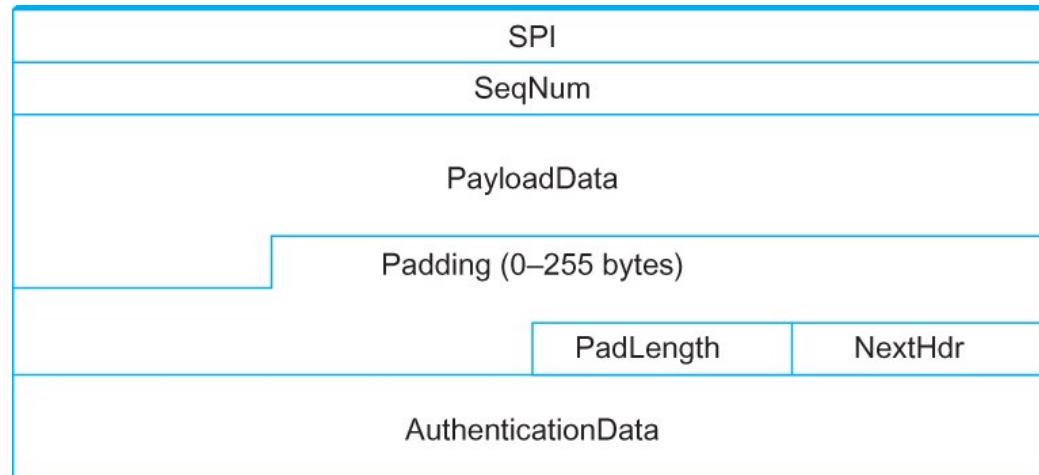 SPI
SeqNum
PayloadData
Padding (0–255 bytes)
PadLength NextHdr
AuthenticationData